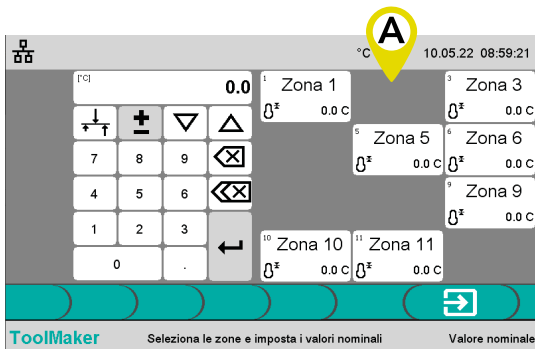 °C
A
10.05.22 08:59:21
[°C]
0.0
1 Zona 1
0.0 C
3 Zona 3
0.0 C
±
7 8 9
4 5 6
1 2 3
0 .
5 Zona 5
0.0 C
6 Zona 6
0.0 C
9 Zona 9
0.0 C
10 Zona 10
0.0 C
11 Zona 11
0.0 C
ToolMaker
Seleziona le zone e imposta i valori nominali
Valore nominale